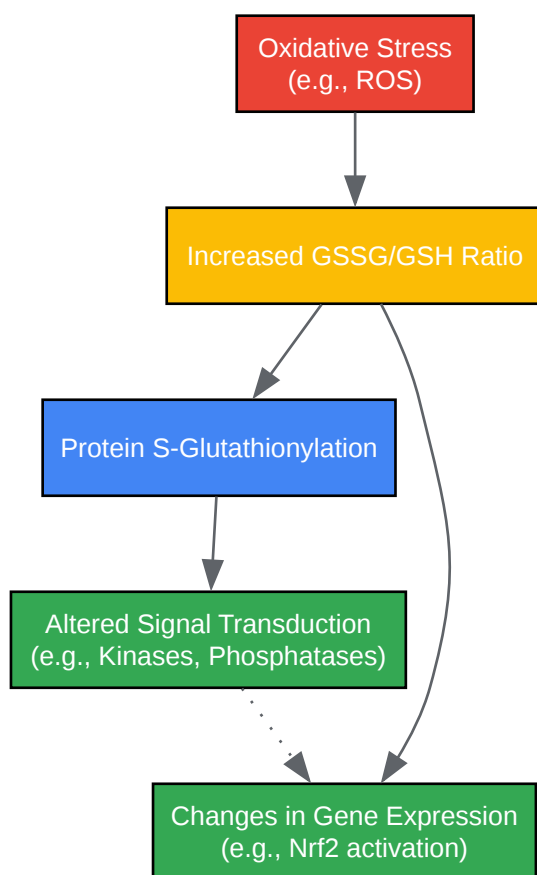 Oxidative Stress
(e.g., ROS)
Increased GSSG/GSH Ratio
Protein S-Glutathionylation
Altered Signal Transduction
(e.g., Kinases, Phosphatases)
Changes in Gene Expression
(e.g., Nrf2 activation)